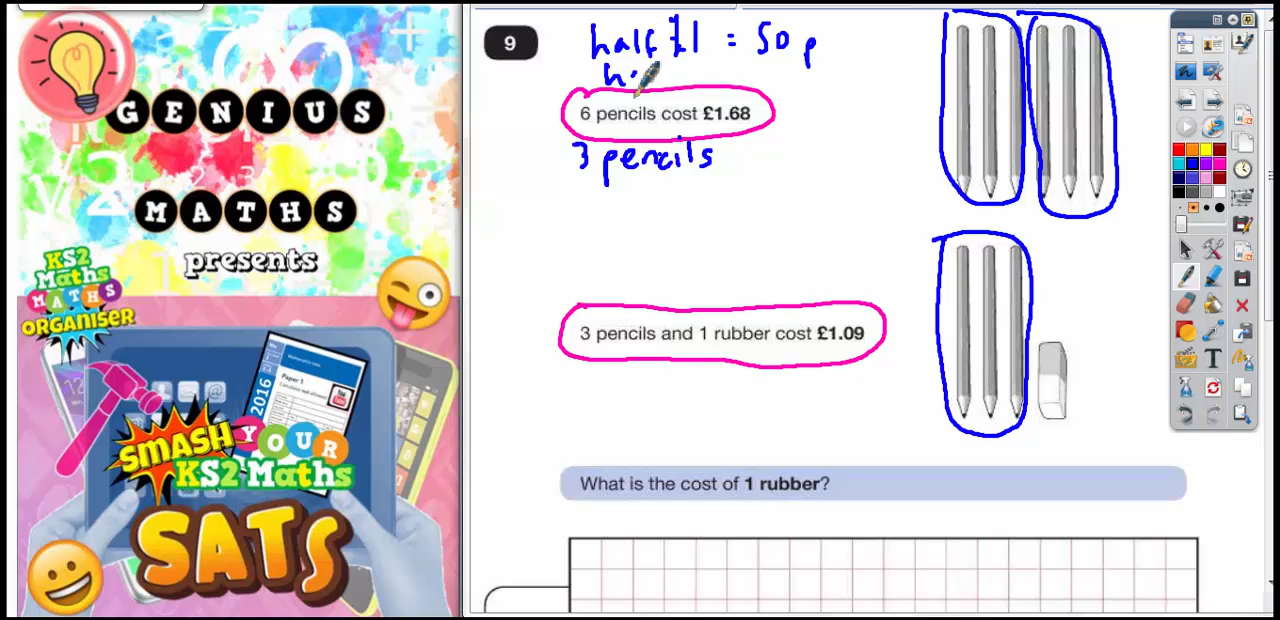 GENIUS
MATHS
presents
KS2
Maths
MATHS
ORGANISER
2016
Paper 1
SMASH YOUR
KS2 Maths
SATS
9
half £1 = 50 p
6 pencils cost £1.68
3 pencils
3 pencils and 1 rubber cost £1.09
What is the cost of 1 rubber?